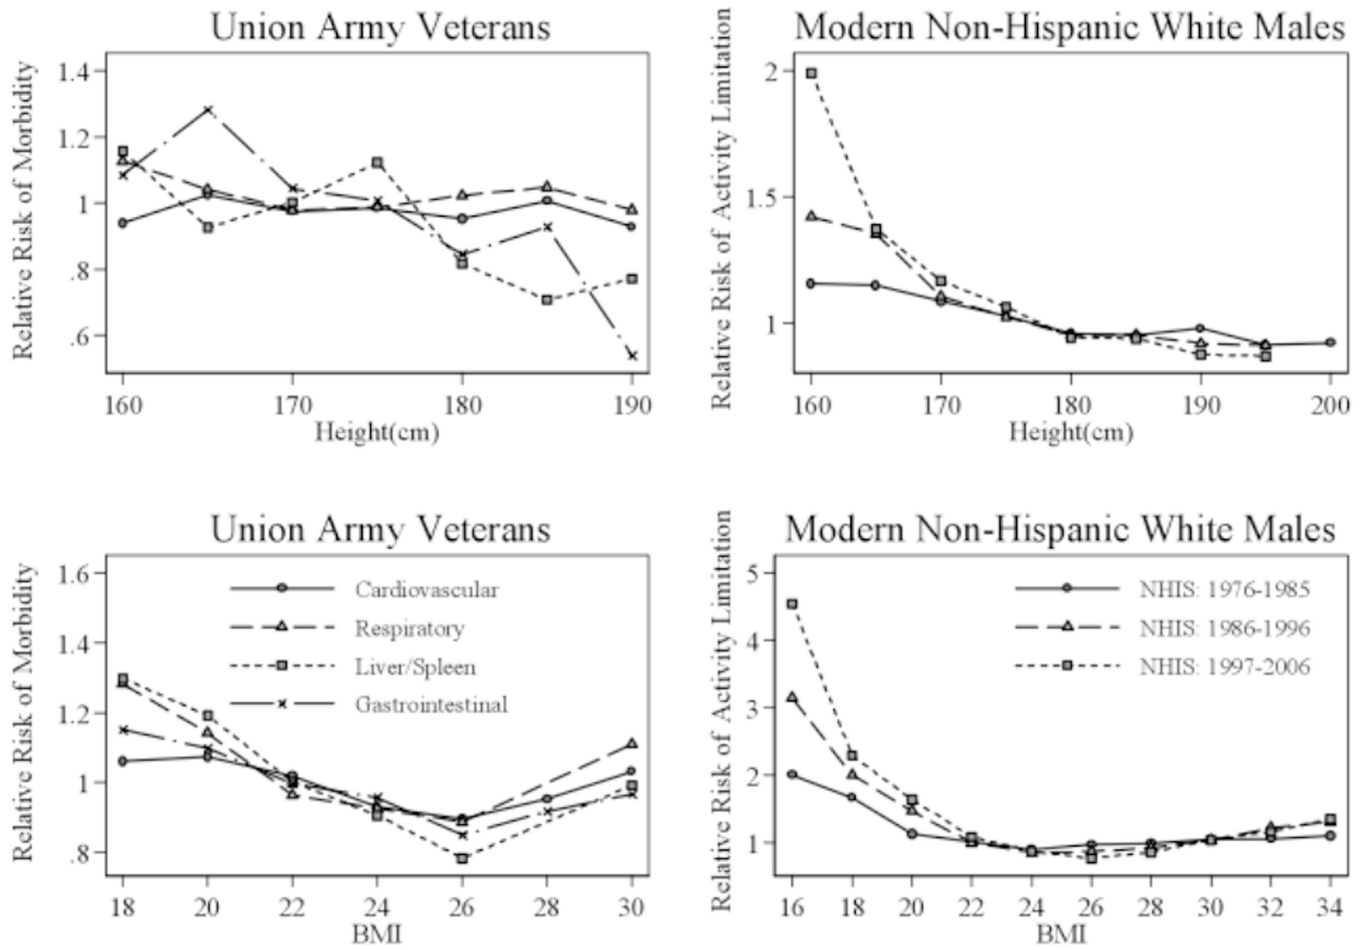 Union Army Veterans
Relative Risk of Morbidity
1.4
1.2
1
.8
.6
160 170 180 190
Height(cm)
Modern Non-Hispanic White Males
Relative Risk of Activity Limitation
2
1.5
1
160 170 180 190 200
Height(cm)
Union Army Veterans
Relative Risk of Morbidity
1.6
1.4
1.2
1
.8
Cardiovascular
Respiratory
Liver/Spleen
Gastrointestinal
18 20 22 24 26 28 30
BMI
Modern Non-Hispanic White Males
Relative Risk of Activity Limitation
5
4
3
2
1
NHIS: 1976-1985
NHIS: 1986-1996
NHIS: 1997-2006
16 18 20 22 24 26 28 30 32 34
BMI